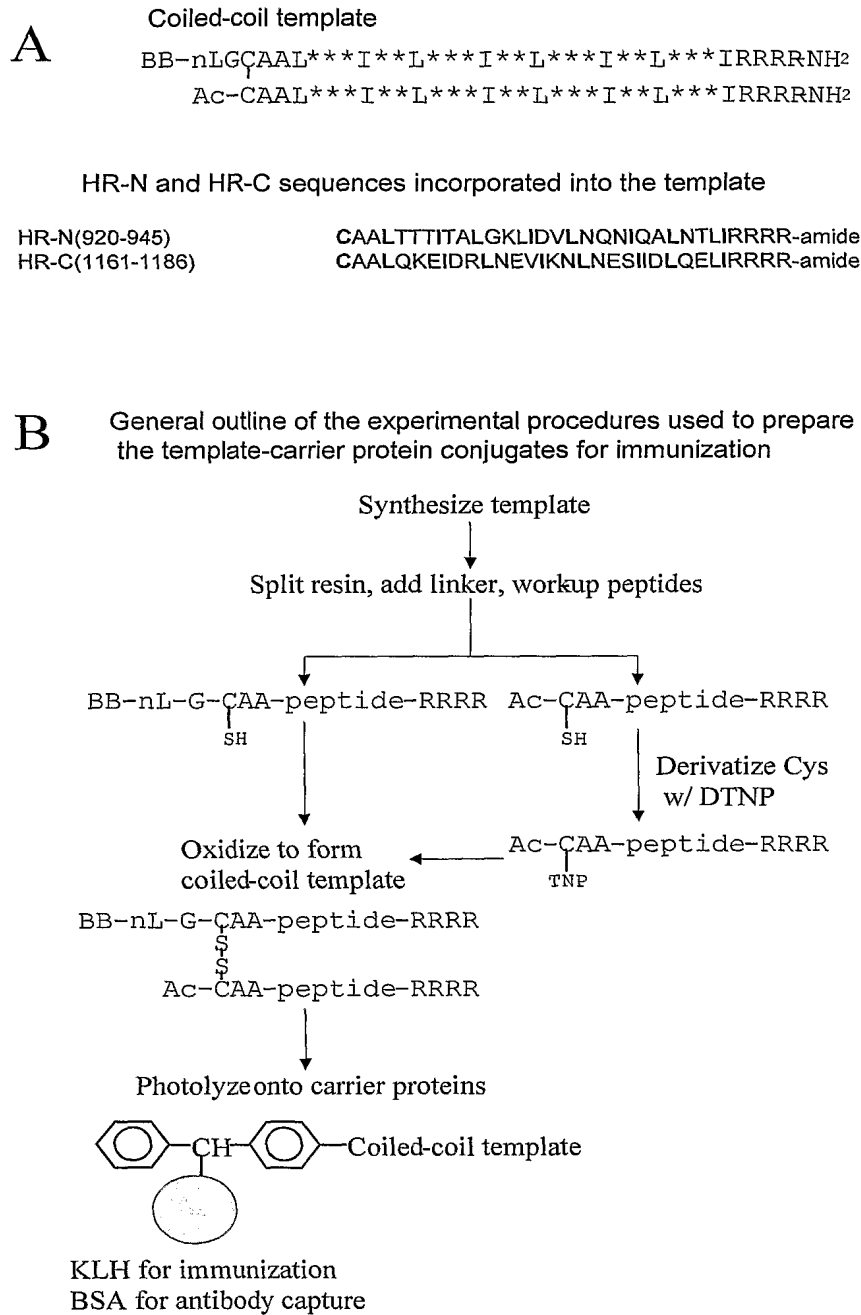 A
Coiled-coil template
BB-nLGCAAL***I**L***I**L***I**L***IRRRRNH2
Ac-CAAL***I**L***I**L***I**L***IRRRRNH2
HR-N and HR-C sequences incorporated into the template
HR-N(920-945) CAALTTTITALGKLIDVLNQNIQALNTLIRRRR-amide
HR-C(1161-1186) CAALQKEIDRLNEVIKNLNESIIDLQELIRRRR-amide
B
General outline of the experimental procedures used to prepare
the template-carrier protein conjugates for immunization
Synthesize template
Split resin, add linker, workup peptides
BB-nL-G-CAA-peptide-RRRR Ac-CAA-peptide-RRRR
SH SH
Derivatize Cys
w/ DTNP
Oxidize to form
coiled-coil template
Ac-CAA-peptide-RRRR
TNP
BB-nL-G-CAA-peptide-RRRR
S
S
Ac-CAA-peptide-RRRR
Photolyze onto carrier proteins
CH Coiled-coil template
KLH for immunization
BSA for antibody capture